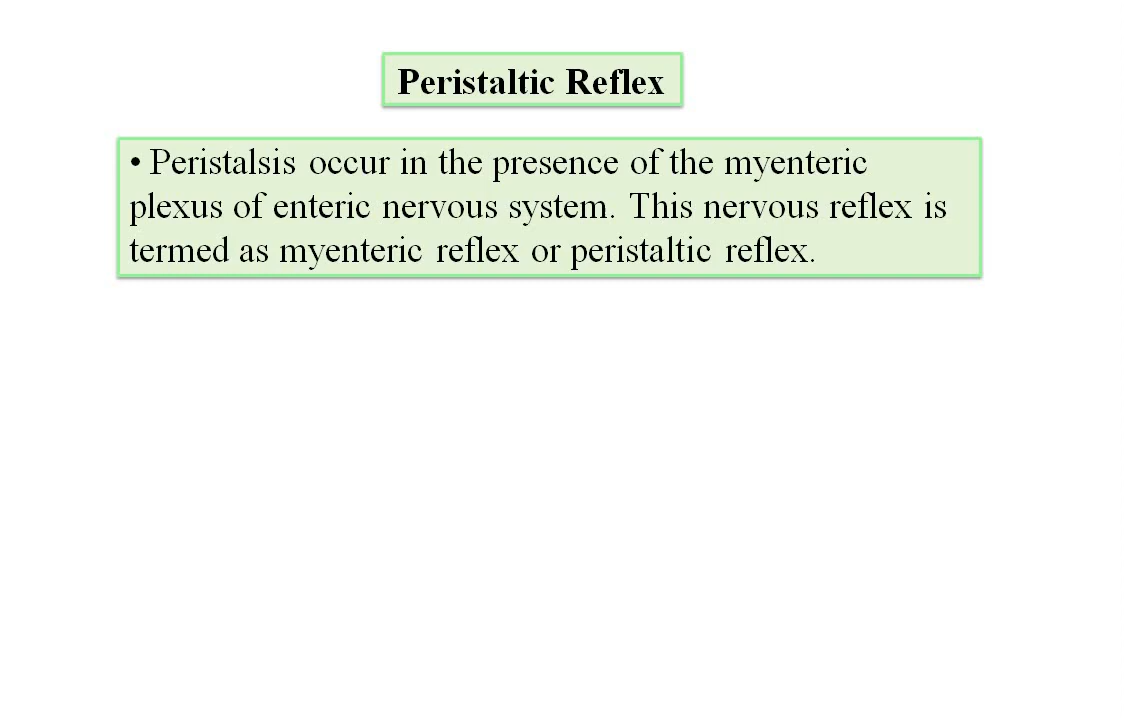 Peristaltic Reflex
• Peristalsis occur in the presence of the myenteric
plexus of enteric nervous system. This nervous reflex is
termed as myenteric reflex or peristaltic reflex.